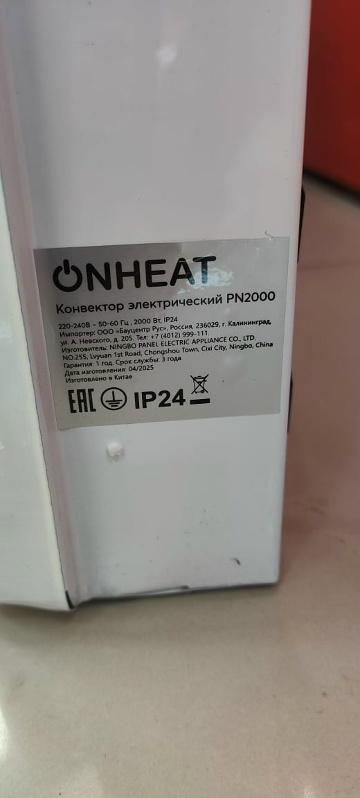 ONHEAT
Конвектор электрический PN2000
220-240В ~ 50-60 Гц , 2000 Вт, IP24
Импортер: ООО «Бауцентр Рус», Россия, 236029, г. Калининград,
ул. А. Невского, д. 205. Тел: +7 (4012) 999-111.
Изготовитель: NINGBO PANEL ELECTRIC APPLIANCE CO., LTD.
NO.255, Lvyuan 1st Road, Chongshou Town, Cixi City, Ningbo, China
Гарантия: 1 год. Срок службы: 3 года
Дата изготовления: 04/2025
Изготовлено в Китае
EAC IP24